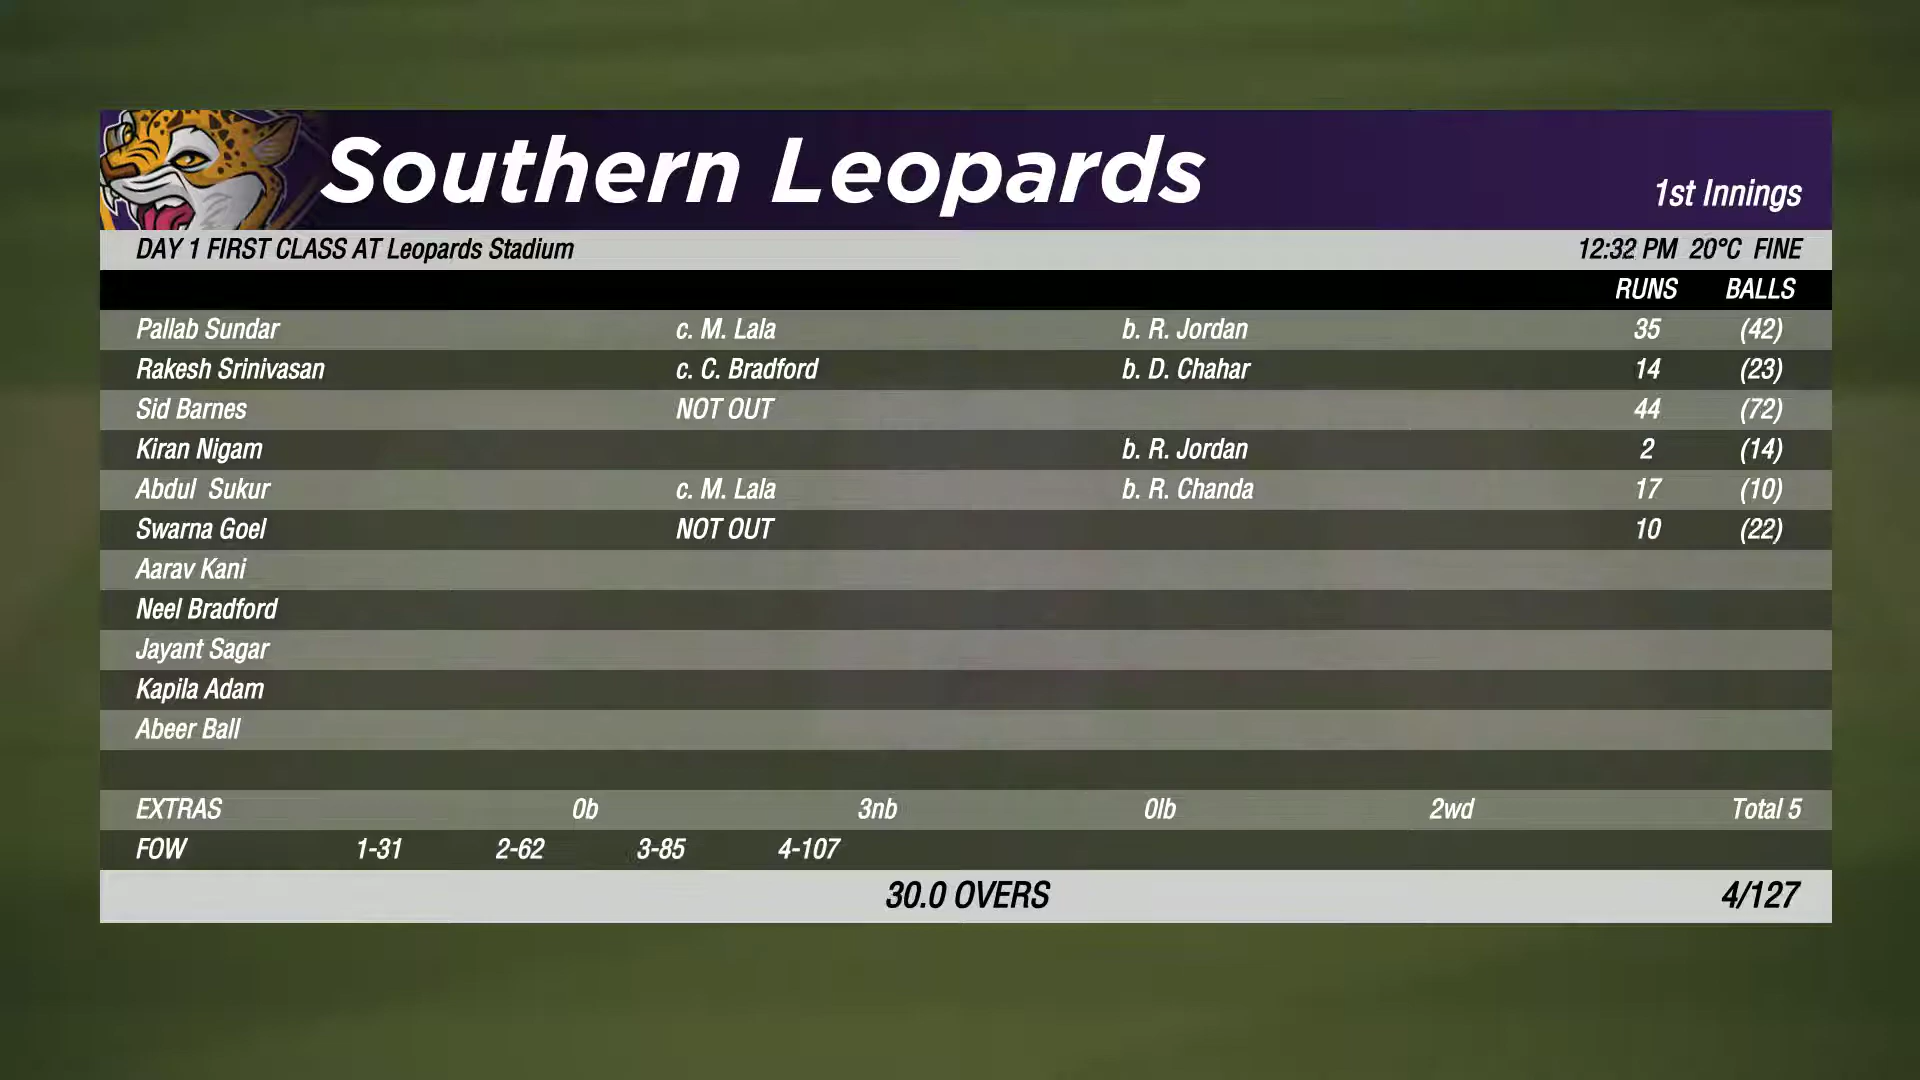 Southern Leopards
1st Innings
DAY 1 FIRST CLASS AT Leopards Stadium 12:32 PM 20°C FINE
RUNS BALLS
Pallab Sundar c. M. Lala b. R. Jordan 35 (42)
Rakesh Srinivasan c. C. Bradford b. D. Chahar 14 (23)
Sid Barnes NOT OUT 44 (72)
Kiran Nigam b. R. Jordan 2 (14)
Abdul Sukur c. M. Lala b. R. Chanda 17 (10)
Swarna Goel NOT OUT 10 (22)
Aarav Kani
Neel Bradford
Jayant Sagar
Kapila Adam
Abeer Ball
EXTRAS 0b 3nb 0lb 2wd Total 5
FOW 1-31 2-62 3-85 4-107
30.0 OVERS 4/127